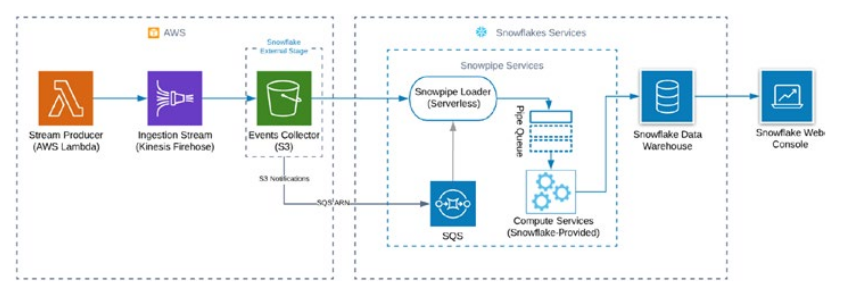 AWS
Snowflakes Services
Snowflake
External Stage
Snowpipe Services
Snowpipe Loader
(Serverless)
Pipe Queue
Stream Producer
(AWS Lambda)
Ingestion Stream
(Kinesis Firehose)
Events Collector
(S3)
Snowflake Data
Warehouse
Snowflake Web
Console
S3 Notifications
SQS ARN
SQS
Compute Services
(Snowflake-Provided)